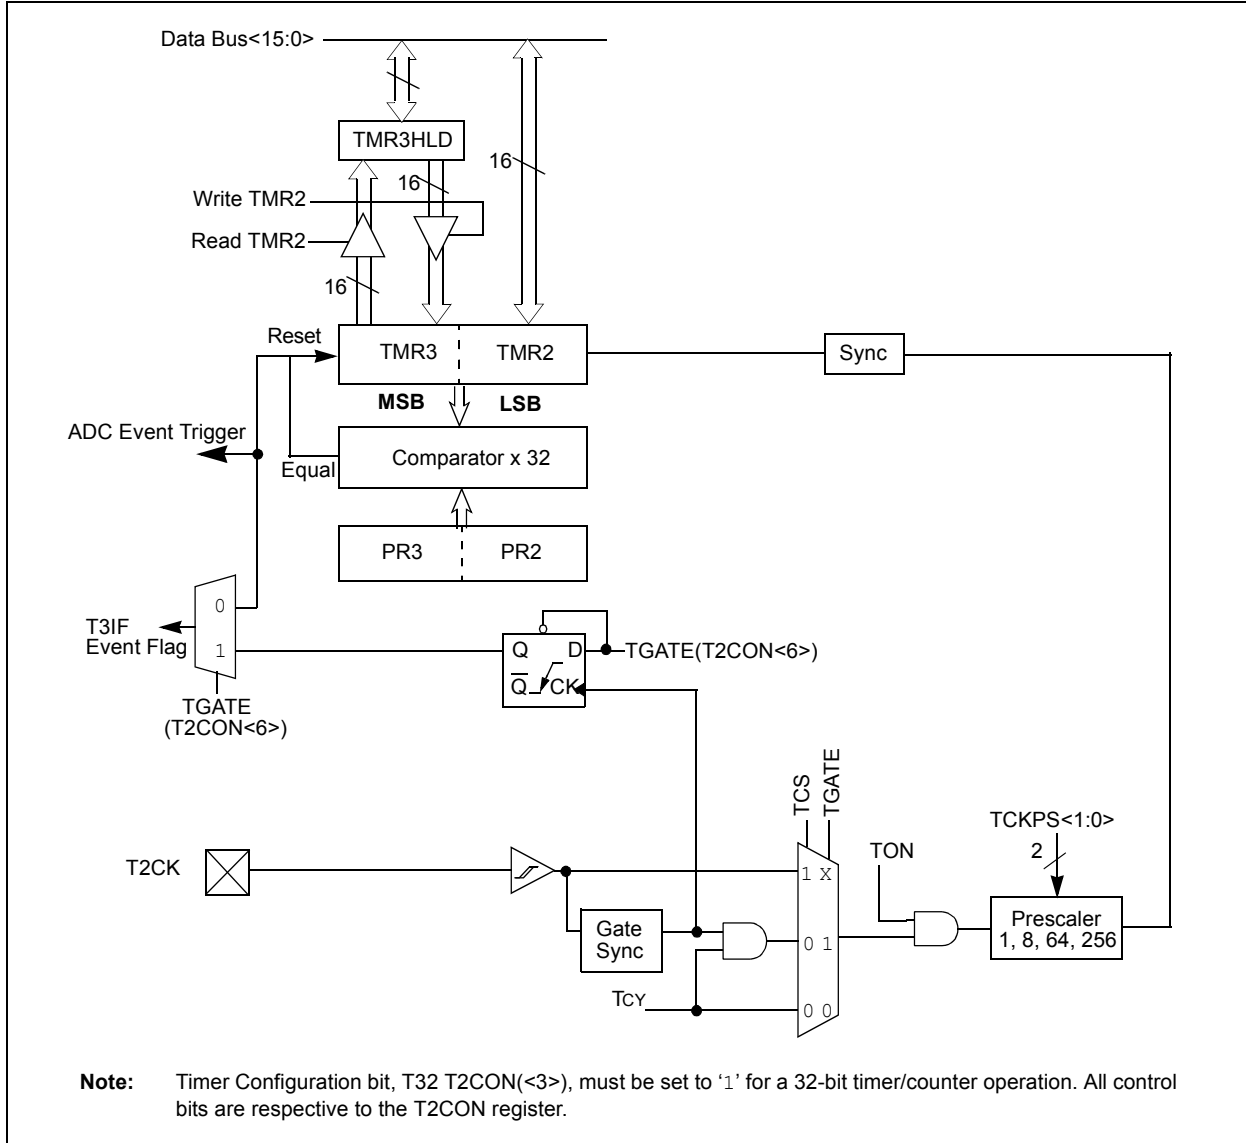 Data Bus<15:0>
TMR3HLD
16
16
Write TMR2
Read TMR2
16
Reset
TMR3
TMR2
Sync
MSB
LSB
ADC Event Trigger
Equal
Comparator x 32
PR3
PR2
0
1
T3IF
Event Flag
Q
D
TGATE(T2CON<6>)
Q
CK
TGATE
(T2CON<6>)
TCS
TGATE
TCKPS<1:0>
2
TON
T2CK
1 X
Prescaler
1, 8, 64, 256
Gate
Sync
0 1
TCY
0 0
Note: Timer Configuration bit, T32 T2CON(<3>), must be set to ‘1’ for a 32-bit timer/counter operation. All control
bits are respective to the T2CON register.